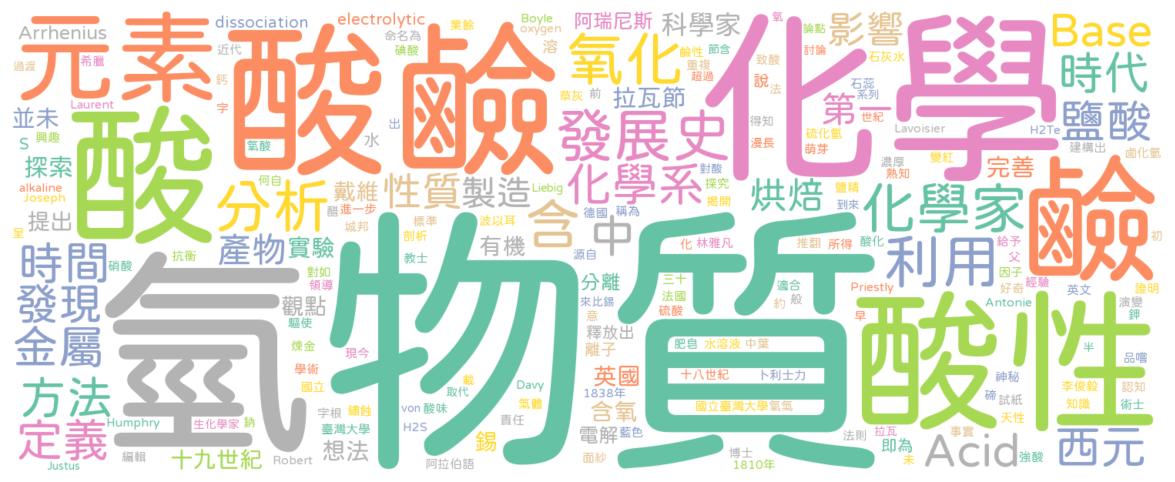 物質
化學
氫
酸鹼
酸性
酸
鹼
元素
含
中
分析
利用
發展史
化學系
化學家
氧化
Base
Acid
影響
時代
鹽酸
第一
科學家
拉瓦節
阿瑞尼斯
electrolytic
dissociation
Arrhenius
並未
探索
提出
時間
發現
金屬
方法
定義
十九世紀
想法
觀點
產物
實驗
戴維
性質
製造
有機
分離
離子
釋放出
英國
含氧
電解
錫
烘焙
完善
西元
說
溶
水
Boyle
oxygen
業餘
命名為
碘酸
近代
過渡
希臘
鈣
字
Laurent
興趣
S
alkaline
Joseph
氯酸
出
何自
醋
進一步
城邦
標準
剖析
波以耳
Liebig
德國
稱為
源自
對酸
探究
揭開
鹼性
重複
節含
超過
草灰
前
致酸
法
得知
漫長
氧
論點
討論
石灰水
石蕊
系列
世紀
硫化氫
萌芽
Lavoisier
H2Te
建構出
鹵化氫
濃厚
熟知
變紅
鹽精
到來
酸化
推翻
所得
化
林雅凡
三十
法國
硫酸
來比錫
意
適合
般
約
Priestly
早
給予
父
因子
好奇
經驗
初
證明
英文
Antonie
演變
鉀
半
品嚐
神秘
碲
李俊毅
認知
知識
試紙
天性
術士
事實
未
即為
強酸
法則
拉瓦
博士
1810年
國立臺灣大學氫氣
十八世紀
卜利士力
肥皂
水溶液
中葉
藍色
面紗
1838年
von
H2S
酸味
取代
載
Davy
氣體
責任
阿拉伯語
教士
現今
字根
鏽蝕
臺灣大學
國立
學術
煉金
驅使
領導
對如
抗衡
硝酸
呈
Humphry
Justus
生化學家
鈉
編輯
Robert